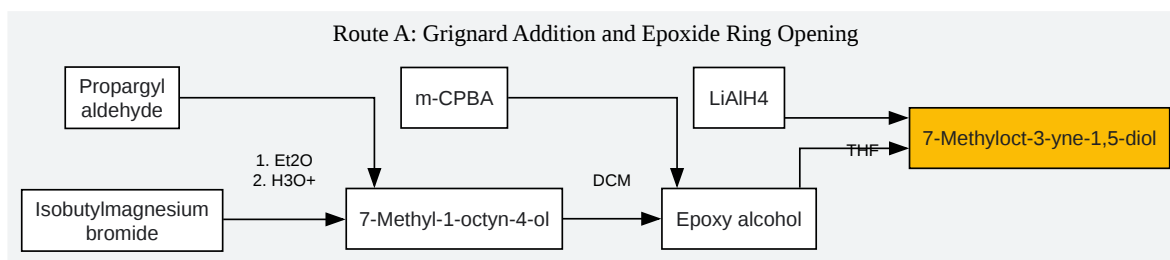 Route A: Grignard Addition and Epoxide Ring Opening
Propargyl
aldehyde
m-CPBA
LiAlH4
7-Methyloct-3-yne-1,5-diol
THF
1. Et2O
2. H3O+
DCM
Isobutylmagnesium
bromide
7-Methyl-1-octyn-4-ol
Epoxy alcohol